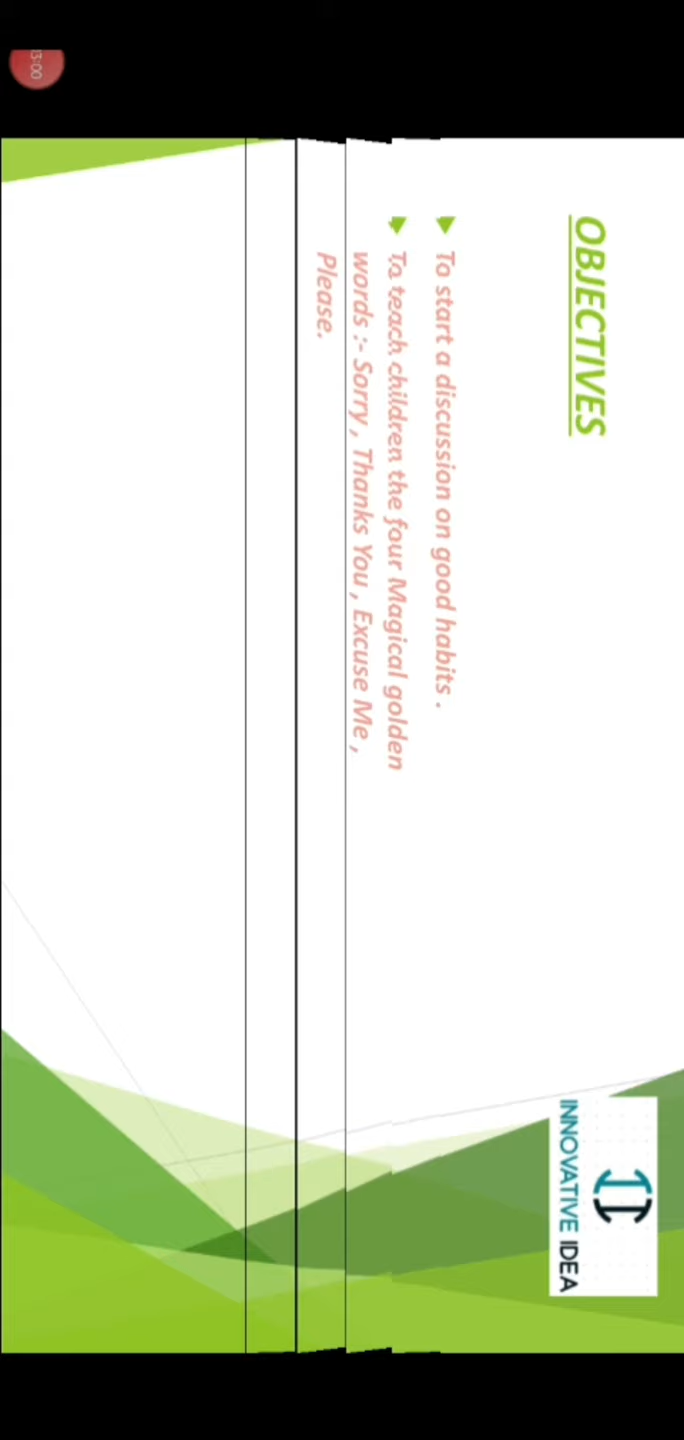 OBJECTIVES
To start a discussion on good habits .
To teach children the four Magical golden
words :- Sorry , Thanks You , Excuse Me ,
Please.
INNOVATIVE IDEA